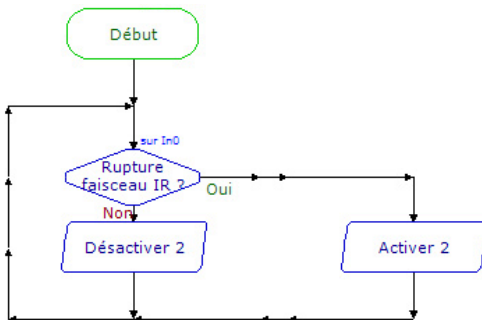 Début
sur In0
Rupture
faisceau IR ?
Oui
Non
Désactiver 2
Activer 2